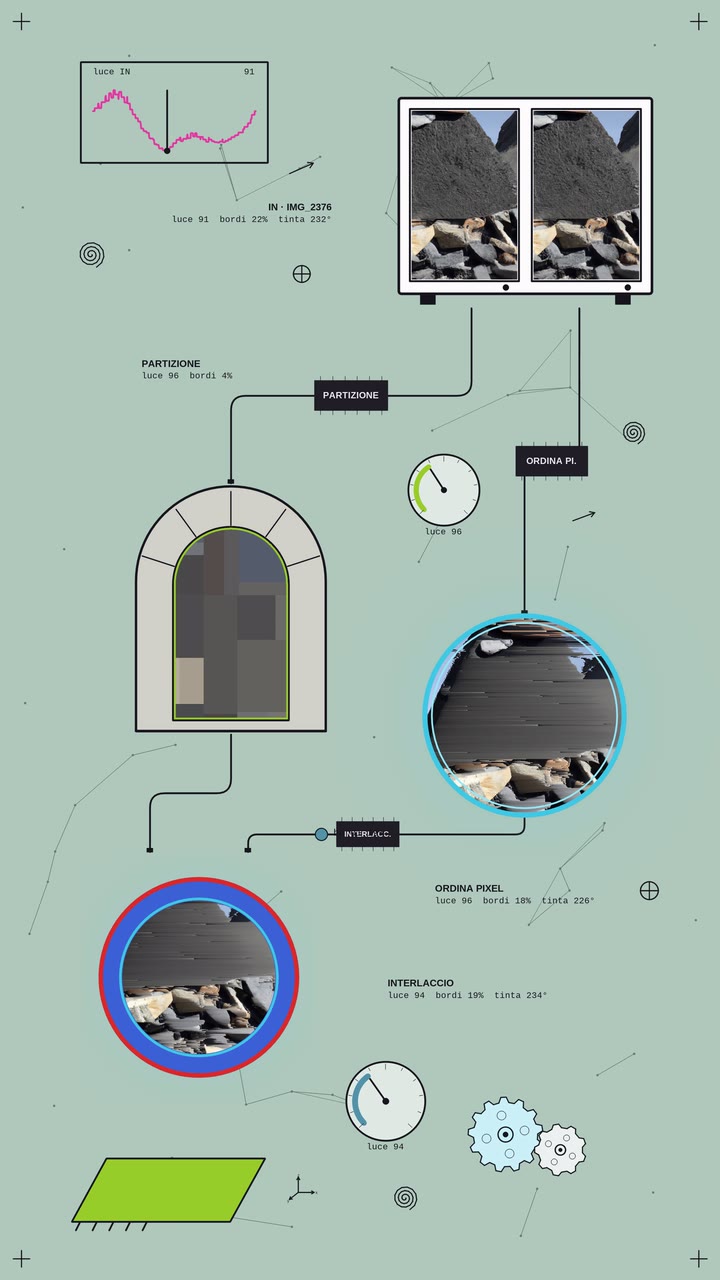 luce IN 91
IN · IMG_2376
luce 91 bordi 22% tinta 232°
PARTIZIONE
luce 96 bordi 4%
PARTIZIONE
ORDINA PI.
luce 96
INTERLACC.
ORDINA PIXEL
luce 96 bordi 18% tinta 226°
INTERLACCIO
luce 94 bordi 19% tinta 234°
luce 94